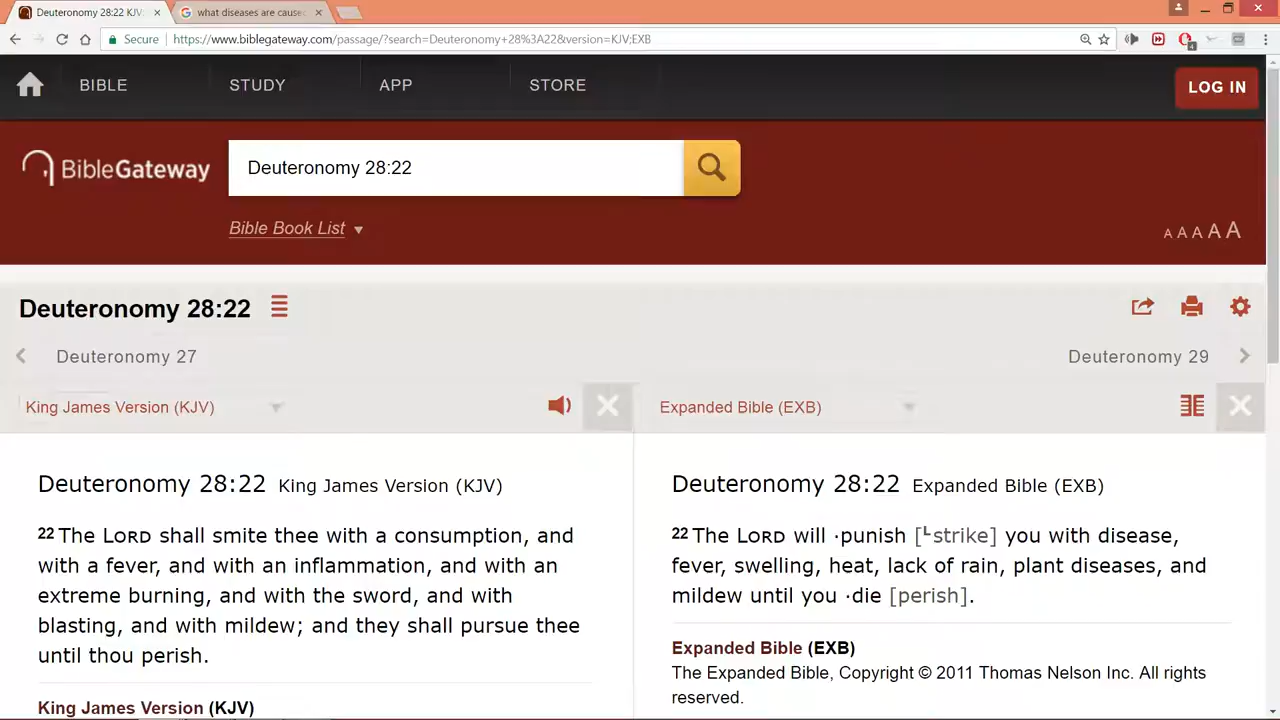 Deuteronomy 28:22 KJV
what diseases are cause
Secure https://www.biblegateway.com/passage/?search=Deuteronomy+28%3A22&version=KJV;EXB
4
BIBLE STUDY APP STORE LOG IN
BibleGateway Deuteronomy 28:22
Bible Book List
A A A A A
Deuteronomy 28:22
Deuteronomy 27 Deuteronomy 29
King James Version (KJV)
Expanded Bible (EXB)
Deuteronomy 28:22 King James Version (KJV)
22 The LORD shall smite thee with a consumption, and
with a fever, and with an inflammation, and with an
extreme burning, and with the sword, and with
blasting, and with mildew; and they shall pursue thee
until thou perish.
King James Version (KJV)
Deuteronomy 28:22 Expanded Bible (EXB)
22 The LORD will ·punish [└strike] you with disease,
fever, swelling, heat, lack of rain, plant diseases, and
mildew until you ·die [perish].
Expanded Bible (EXB)
The Expanded Bible, Copyright © 2011 Thomas Nelson Inc. All rights
reserved.